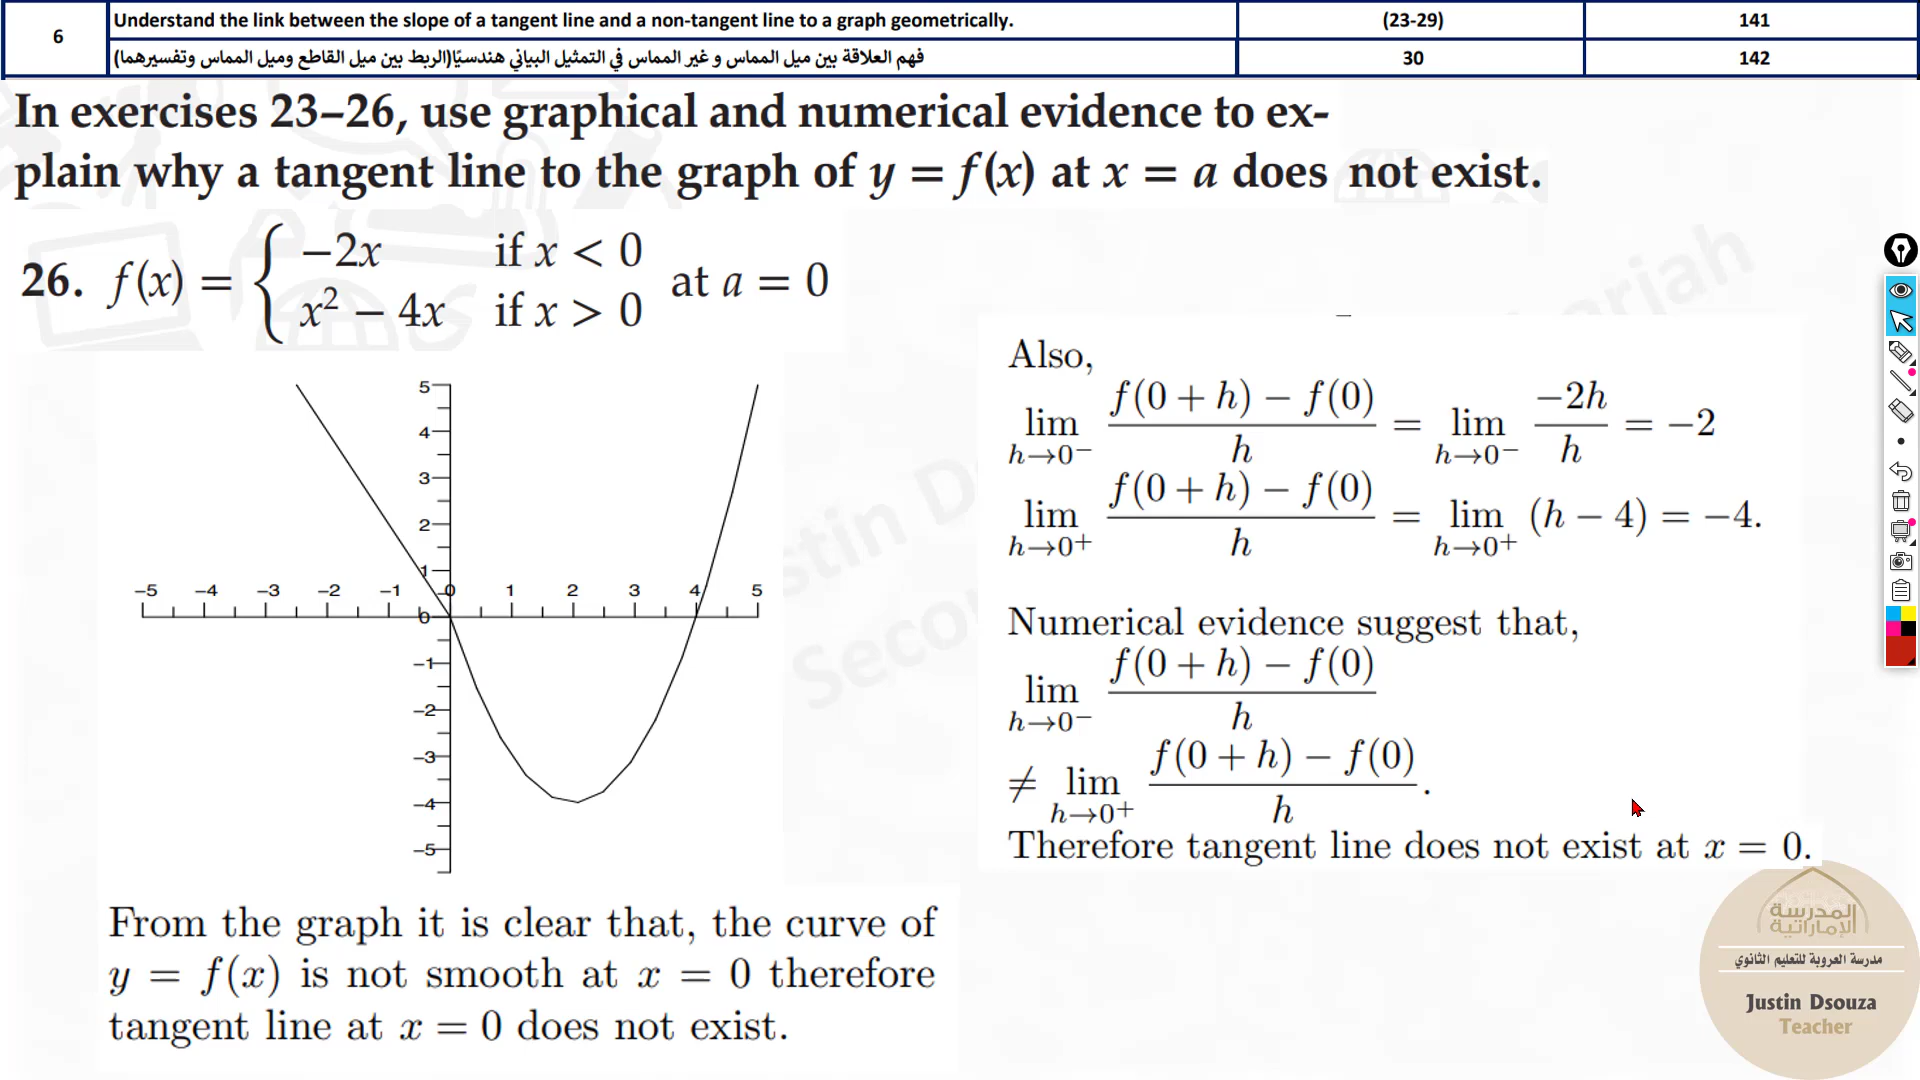 6
Understand the link between the slope of a tangent line and a non-tangent line to a graph geometrically.
(23-29)
141
فهم العلاقة بين ميل المماس و غير المماس في التمثيل البياني هندسيًا(الربط بين ميل القاطع وميل المماس وتفسيرهما)
30
142
In exercises 23–26, use graphical and numerical evidence to ex-
plain why a tangent line to the graph of y = f(x) at x = a does not exist.
26. f(x) = { −2x if x < 0
x² − 4x if x > 0 at a = 0
5
4
3
2
1
−5 −4 −3 −2 −1 0 1 2 3 4 5
0
−1
−2
−3
−4
−5
From the graph it is clear that, the curve of
y = f(x) is not smooth at x = 0 therefore
tangent line at x = 0 does not exist.
Also,
lim h→0⁻ f(0 + h) − f(0) / h = lim h→0⁻ −2h / h = −2
lim h→0⁺ f(0 + h) − f(0) / h = lim h→0⁺ (h − 4) = −4.
Numerical evidence suggest that,
lim h→0⁻ f(0 + h) − f(0) / h
≠ lim h→0⁺ f(0 + h) − f(0) / h .
Therefore tangent line does not exist at x = 0.
المدرسة
الإماراتية
مدرسة العروبة للتعليم الثانوي
Justin Dsouza
Teacher